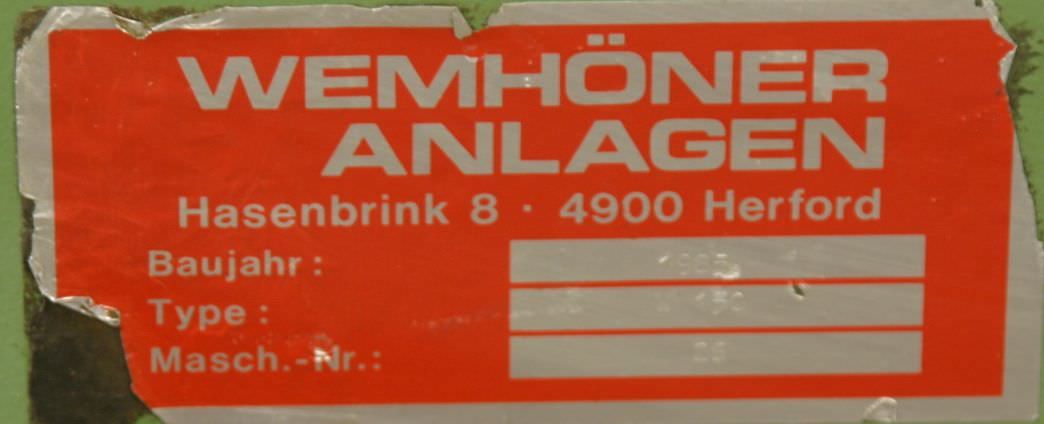 WEMHÖNER
ANLAGEN
Hasenbrink 8 · 4900 Herford
Baujahr :
Type :
Masch.-Nr.: